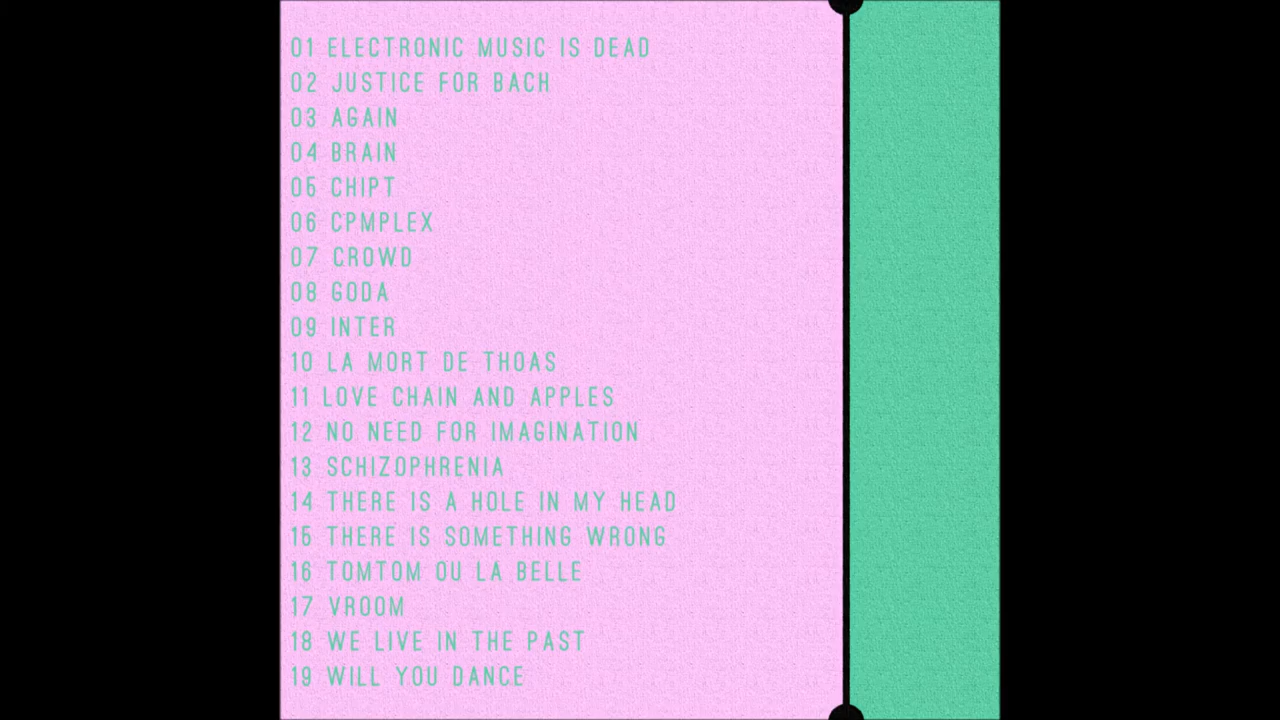 01 ELECTRONIC MUSIC IS DEAD
02 JUSTICE FOR BACH
03 AGAIN
04 BRAIN
05 CHIPT
06 CPMPLEX
07 CROWD
08 GODA
09 INTER
10 LA MORT DE THOAS
11 LOVE CHAIN AND APPLES
12 NO NEED FOR IMAGINATION
13 SCHIZOPHRENIA
14 THERE IS A HOLE IN MY HEAD
15 THERE IS SOMETHING WRONG
16 TOMTOM OU LA BELLE
17 VROOM
18 WE LIVE IN THE PAST
19 WILL YOU DANCE